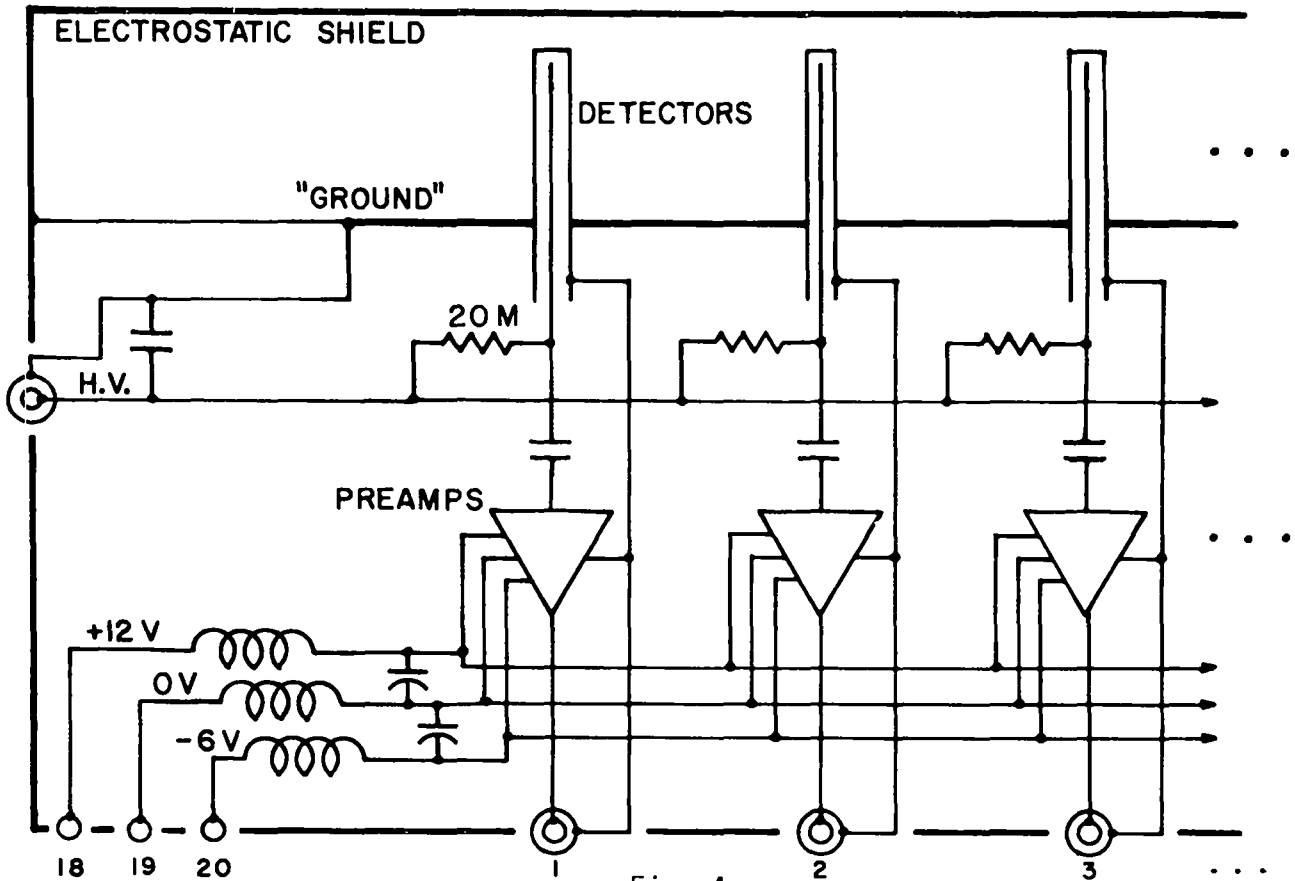 ELECTROSTATIC SHIELD
DETECTORS
"GROUND"
20 M
H.V.
PREAMPS
+12 V
0 V
-6 V
18 19 20 1 2 3